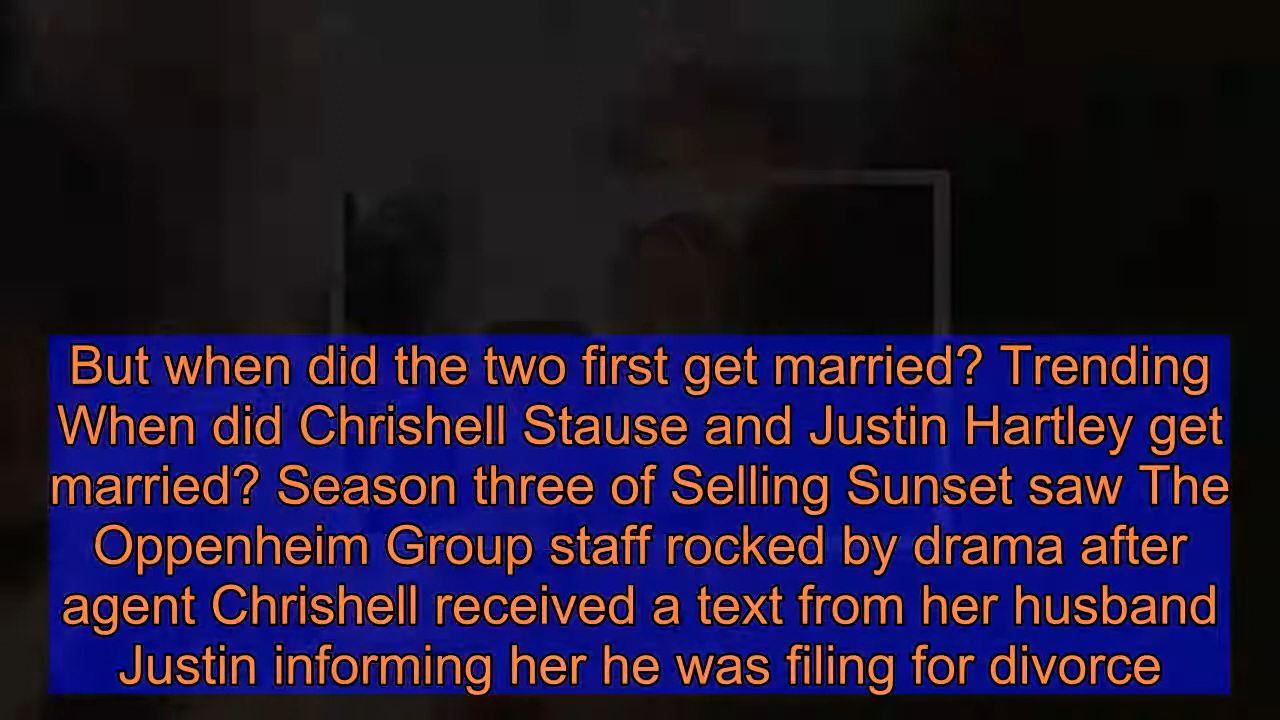 But when did the two first get married? Trending
When did Chrishell Stause and Justin Hartley get
married? Season three of Selling Sunset saw The
Oppenheim Group staff rocked by drama after
agent Chrishell received a text from her husband
Justin informing her he was filing for divorce